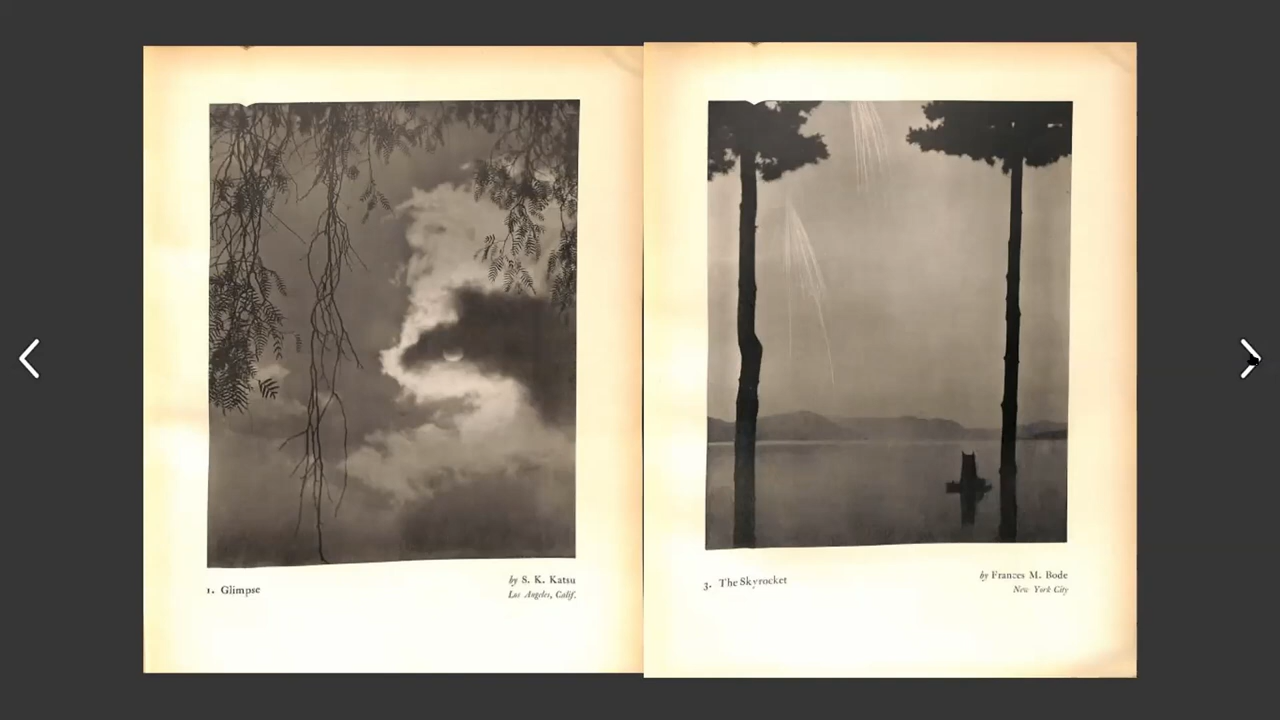 1. Glimpse
by S. K. Katsu
Los Angeles, Calif.
3. The Skyrocket
by Frances M. Bode
New York City